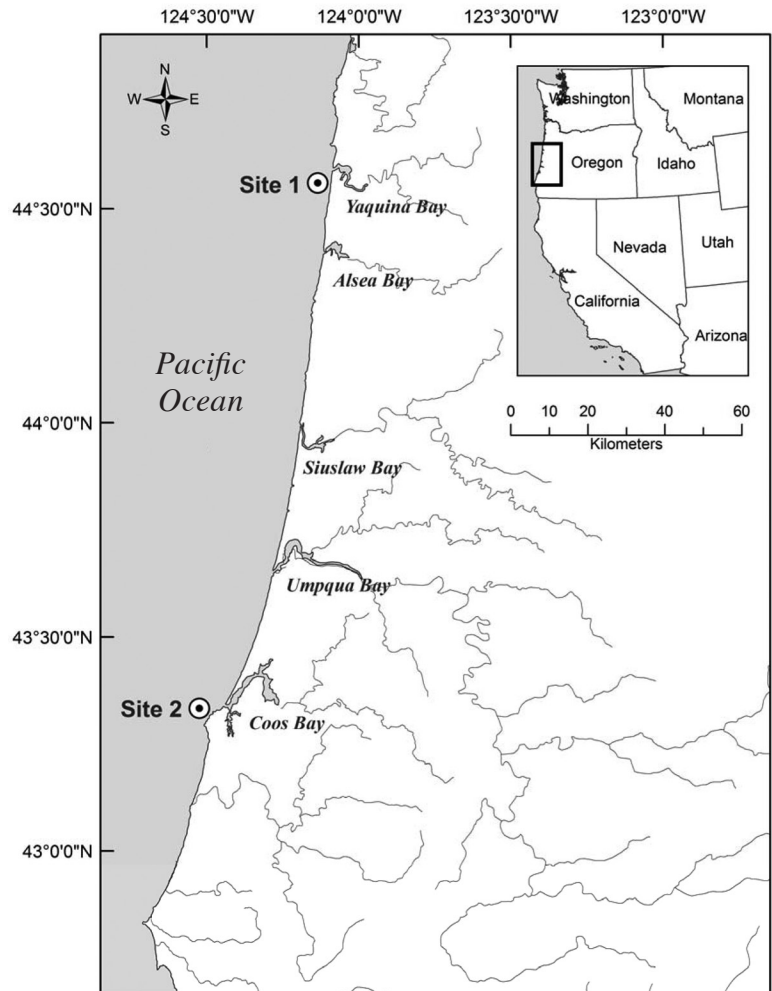 124°30'0"W 124°0'0"W 123°30'0"W 123°0'0"W
N
W E
S
Washington
Montana
Oregon
Idaho
Nevada
Utah
California
Arizona
Site 1
Yaquina Bay
44°30'0"N
Alsea Bay
Pacific
Ocean
0 10 20 40 60
Kilometers
44°0'0"N
Siuslaw Bay
Umpqua Bay
43°30'0"N
Site 2
Coos Bay
43°0'0"N